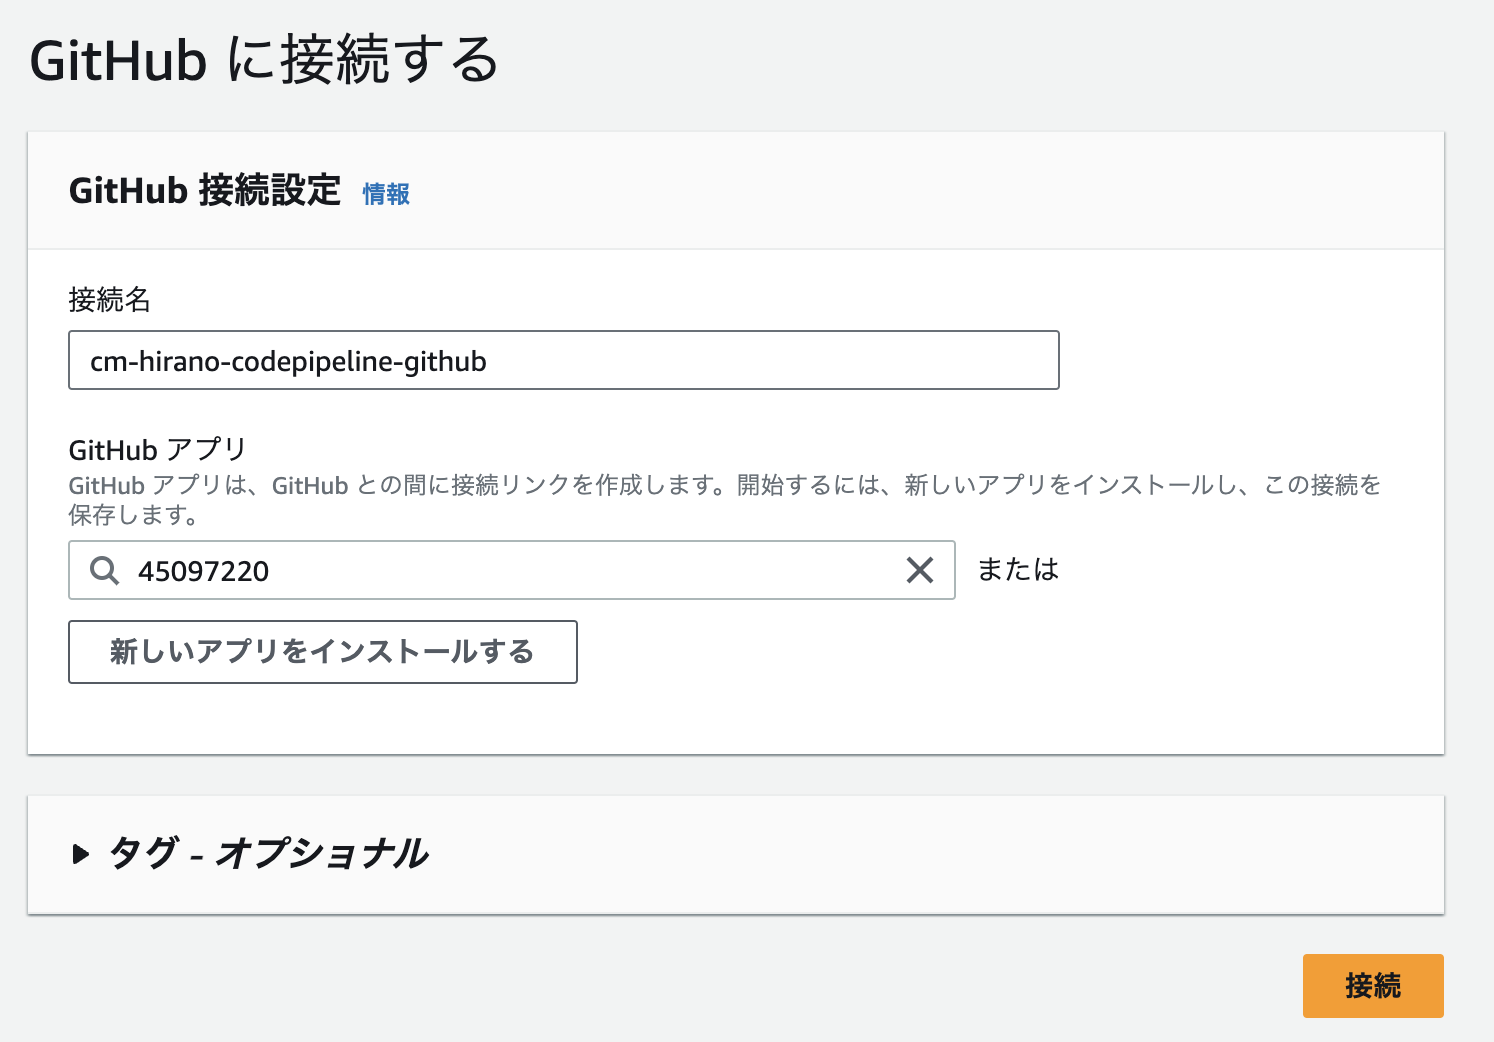 GitHub に接続する
GitHub 接続設定 情報
接続名
cm-hirano-codepipeline-github
GitHub アプリ
GitHub アプリは、GitHub との間に接続リンクを作成します。開始するには、新しいアプリをインストールし、この接続を
保存します。
45097220 または
新しいアプリをインストールする
タグ - オプショナル
接続